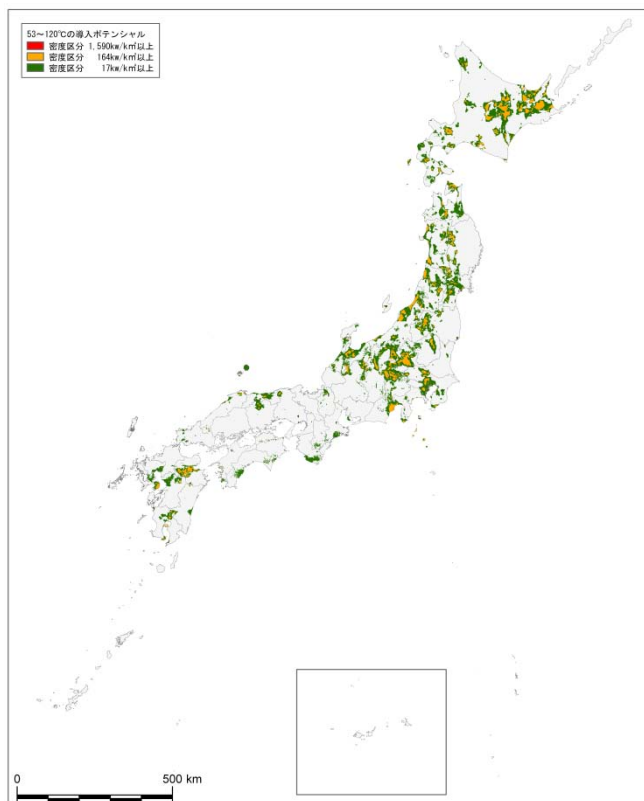 53~120℃の導入ポテンシャル
密度区分 1,590kw/k㎡以上
密度区分 164kw/k㎡以上
密度区分 17kw/k㎡以上
0 500 km